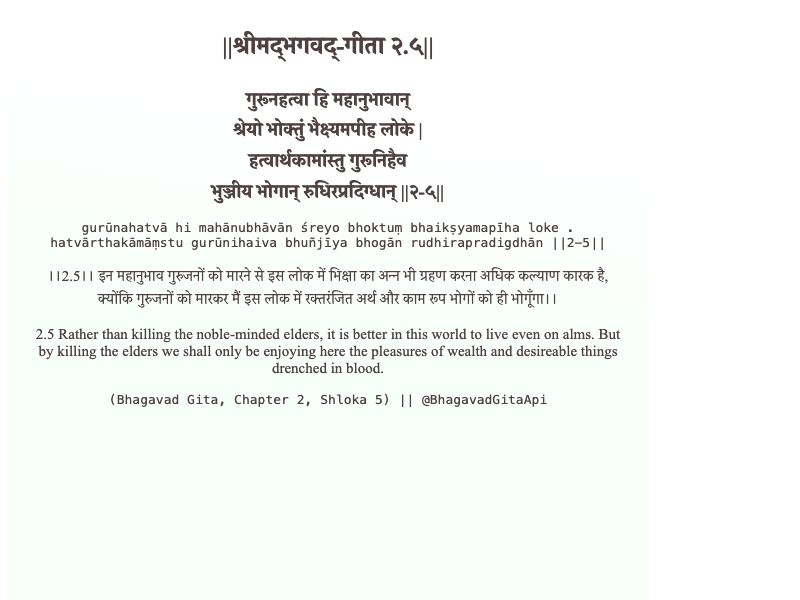 ||श्रीमद्‍भगवद्‍-गीता २.५||
गुरूनहत्वा हि महानुभावान्
श्रेयो भोक्तुं भैक्ष्यमपीह लोके |
हत्वार्थकामांस्तु गुरूनिहैव
भुञ्जीय भोगान् रुधिरप्रदिग्धान् ||२-५||
gurūnahatvā hi mahānubhāvān śreyo bhoktuṃ bhaikṣyamapīha loke .
hatvārthakāmāṃstu gurūnihaiva bhuñjīya bhogān rudhirapradigdhān ||2-5||
।।2.5।। इन महानुभाव गुरुजनों को मारने से इस लोक में भिक्षा का अन्न भी ग्रहण करना अधिक कल्याण कारक है,
क्योंकि गुरुजनों को मारकर मैं इस लोक में रक्तरंजित अर्थ और काम रूप भोगों को ही भोगूँगा।।
2.5 Rather than killing the noble-minded elders, it is better in this world to live even on alms. But
by killing the elders we shall only be enjoying here the pleasures of wealth and desireable things
drenched in blood.
(Bhagavad Gita, Chapter 2, Shloka 5) || @BhagavadGitaApi